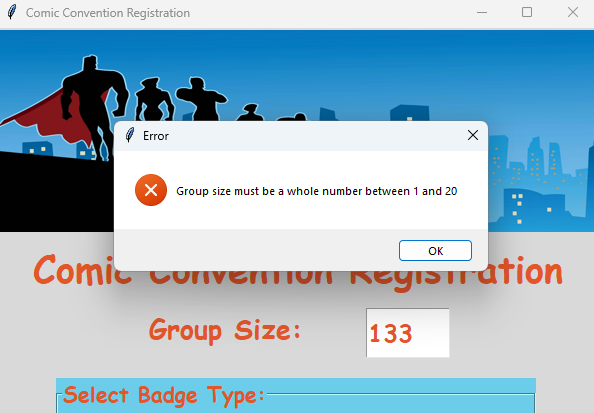 Comic Convention Registration
Error
Group size must be a whole number between 1 and 20
OK
Comic Convention Registration
Group Size:
133
Select Badge Type: